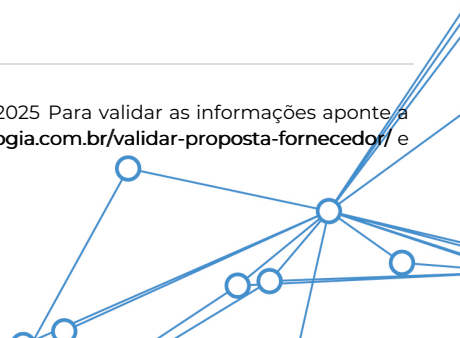 2025 Para validar as informações aponte a
ogia.com.br/validar-proposta-fornecedor/ e